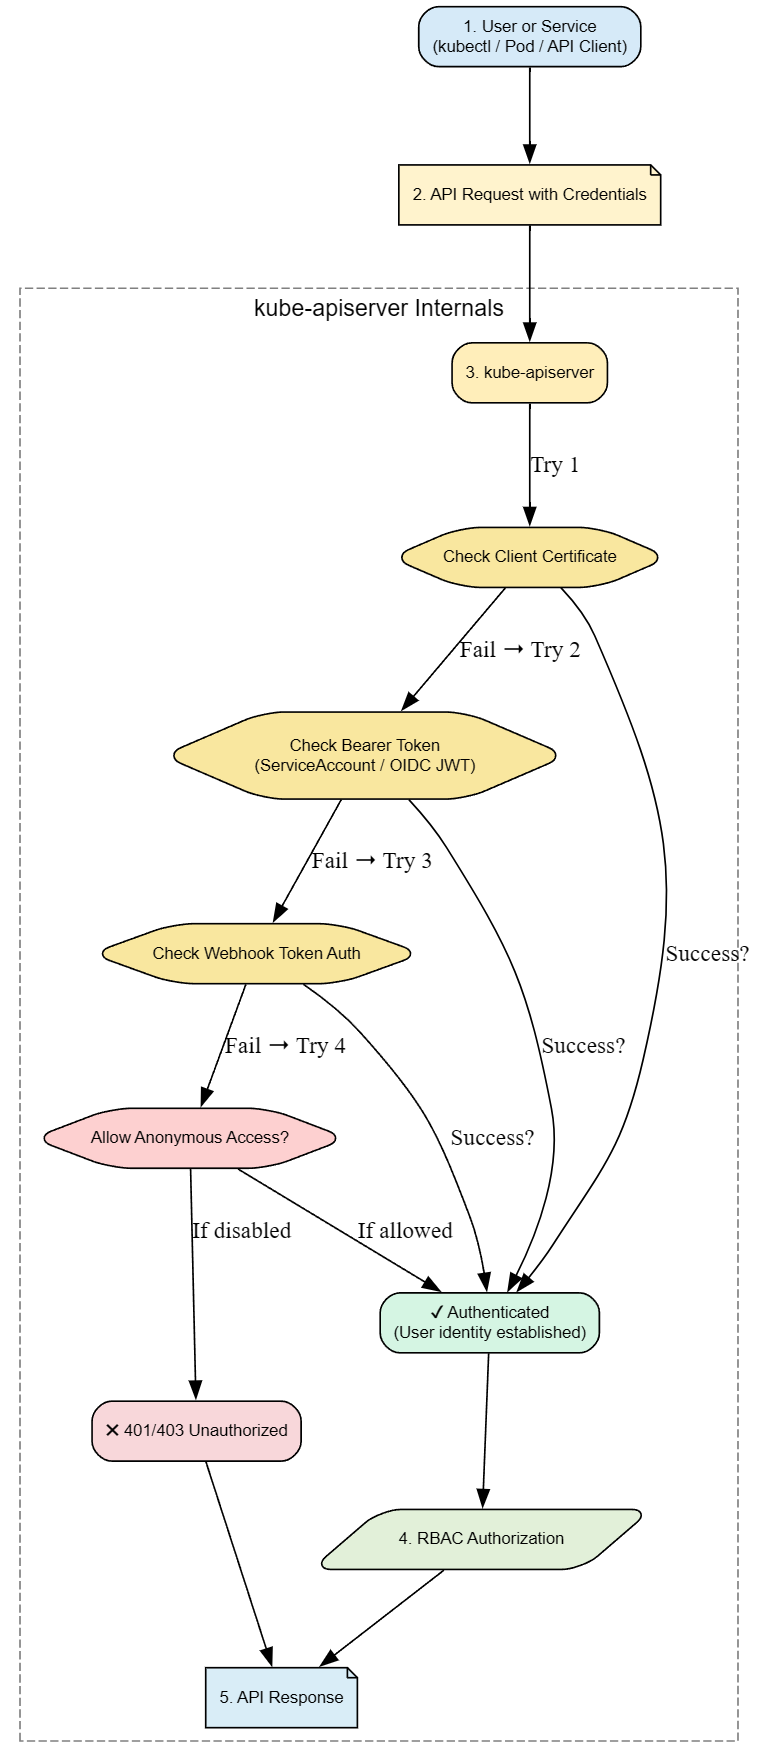 1. User or Service
(kubectl / Pod / API Client)
2. API Request with Credentials
kube-apiserver Internals
3. kube-apiserver
Try 1
Check Client Certificate
Fail → Try 2
Check Bearer Token
(ServiceAccount / OIDC JWT)
Fail → Try 3
Check Webhook Token Auth
Success?
Fail → Try 4
Success?
Allow Anonymous Access?
Success?
If disabled
If allowed
✓ Authenticated
(User identity established)
✕ 401/403 Unauthorized
4. RBAC Authorization
5. API Response